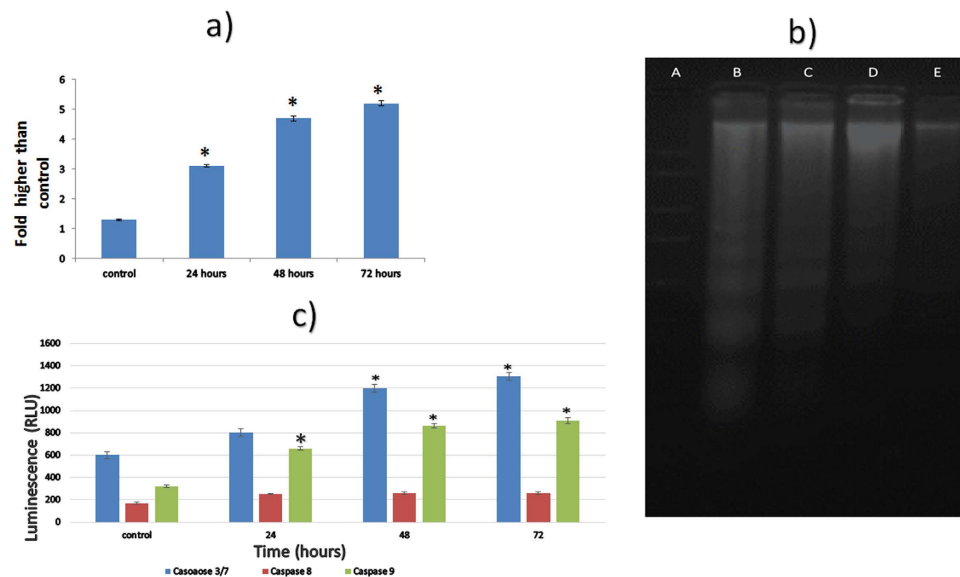 a)
Fold higher than
control
6
5
4
3
2
1
0
*
*
*
control 24 hours 48 hours 72 hours
b)
A B C D E
c)
Luminescence (RLU)
1600
1400
1200
1000
800
600
400
200
0
*
*
*
*
*
control 24 48 72
Time (hours)
Casoaose 3/7 Caspase 8 Caspase 9